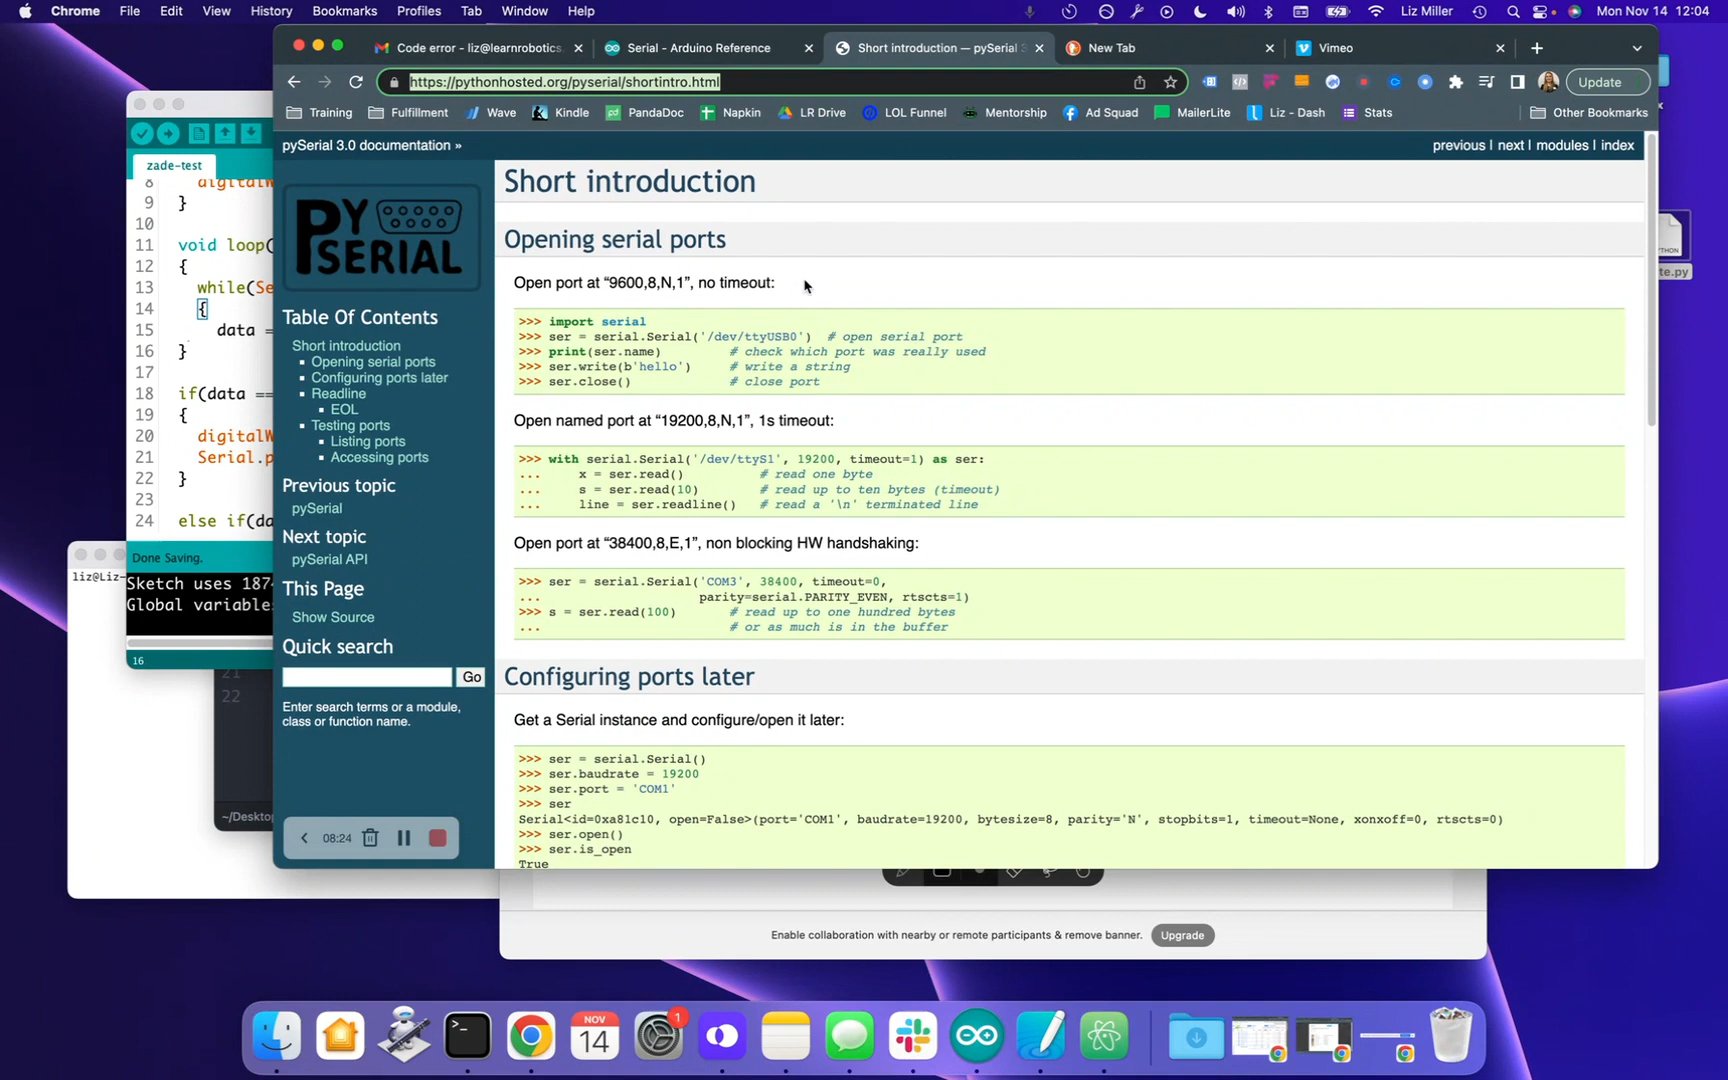 Chrome File Edit View History Bookmarks Profiles Tab Window Help Liz Miller Mon Nov 14 12:04
Code error - liz@learnrobotics. Serial - Arduino Reference Short introduction — pySerial 3 New Tab Vimeo
https://pythonhosted.org/pyserial/shortintro.html Update
Training Fulfillment Wave Kindle PandaDoc Napkin LR Drive LOL Funnel Mentorship Ad Squad MailerLite Liz - Dash Stats Other Bookmarks
pySerial 3.0 documentation » previous | next | modules | index
PY SERIAL
Table Of Contents
Short introduction
Opening serial ports
Configuring ports later
Readline
EOL
Testing ports
Listing ports
Accessing ports
Previous topic
pySerial
Next topic
pySerial API
This Page
Show Source
Quick search
Go
Enter search terms or a module,
class or function name.
08:24
Short introduction
Opening serial ports
Open port at “9600,8,N,1”, no timeout:
>>> import serial
>>> ser = serial.Serial('/dev/ttyUSB0') # open serial port
>>> print(ser.name) # check which port was really used
>>> ser.write(b'hello') # write a string
>>> ser.close() # close port
Open named port at “19200,8,N,1”, 1s timeout:
>>> with serial.Serial('/dev/ttyS1', 19200, timeout=1) as ser:
... x = ser.read() # read one byte
... s = ser.read(10) # read up to ten bytes (timeout)
... line = ser.readline() # read a '\n' terminated line
Open port at “38400,8,E,1”, non blocking HW handshaking:
>>> ser = serial.Serial('COM3', 38400, timeout=0,
... parity=serial.PARITY_EVEN, rtscts=1)
>>> s = ser.read(100) # read up to one hundred bytes
... # or as much is in the buffer
Configuring ports later
Get a Serial instance and configure/open it later:
>>> ser = serial.Serial()
>>> ser.baudrate = 19200
>>> ser.port = 'COM1'
>>> ser
Serial<id=0xa81c10, open=False>(port='COM1', baudrate=19200, bytesize=8, parity='N', stopbits=1, timeout=None, xonxoff=0, rtscts=0)
>>> ser.open()
>>> ser.is_open
True
zade-test
8 digitalW
9 }
10
11 void loop(
12 {
13 while(Se
14 {
15 data =
16 }
17
18 if(data ==
19 {
20 digitalW
21 Serial.p
22 }
23
24 else if(da
Done Saving.
Sketch uses 1874
Global variables
16
liz@Liz-
21
22
~/Deskto
te.py
Enable collaboration with nearby or remote participants & remove banner. Upgrade
NOV
14
1